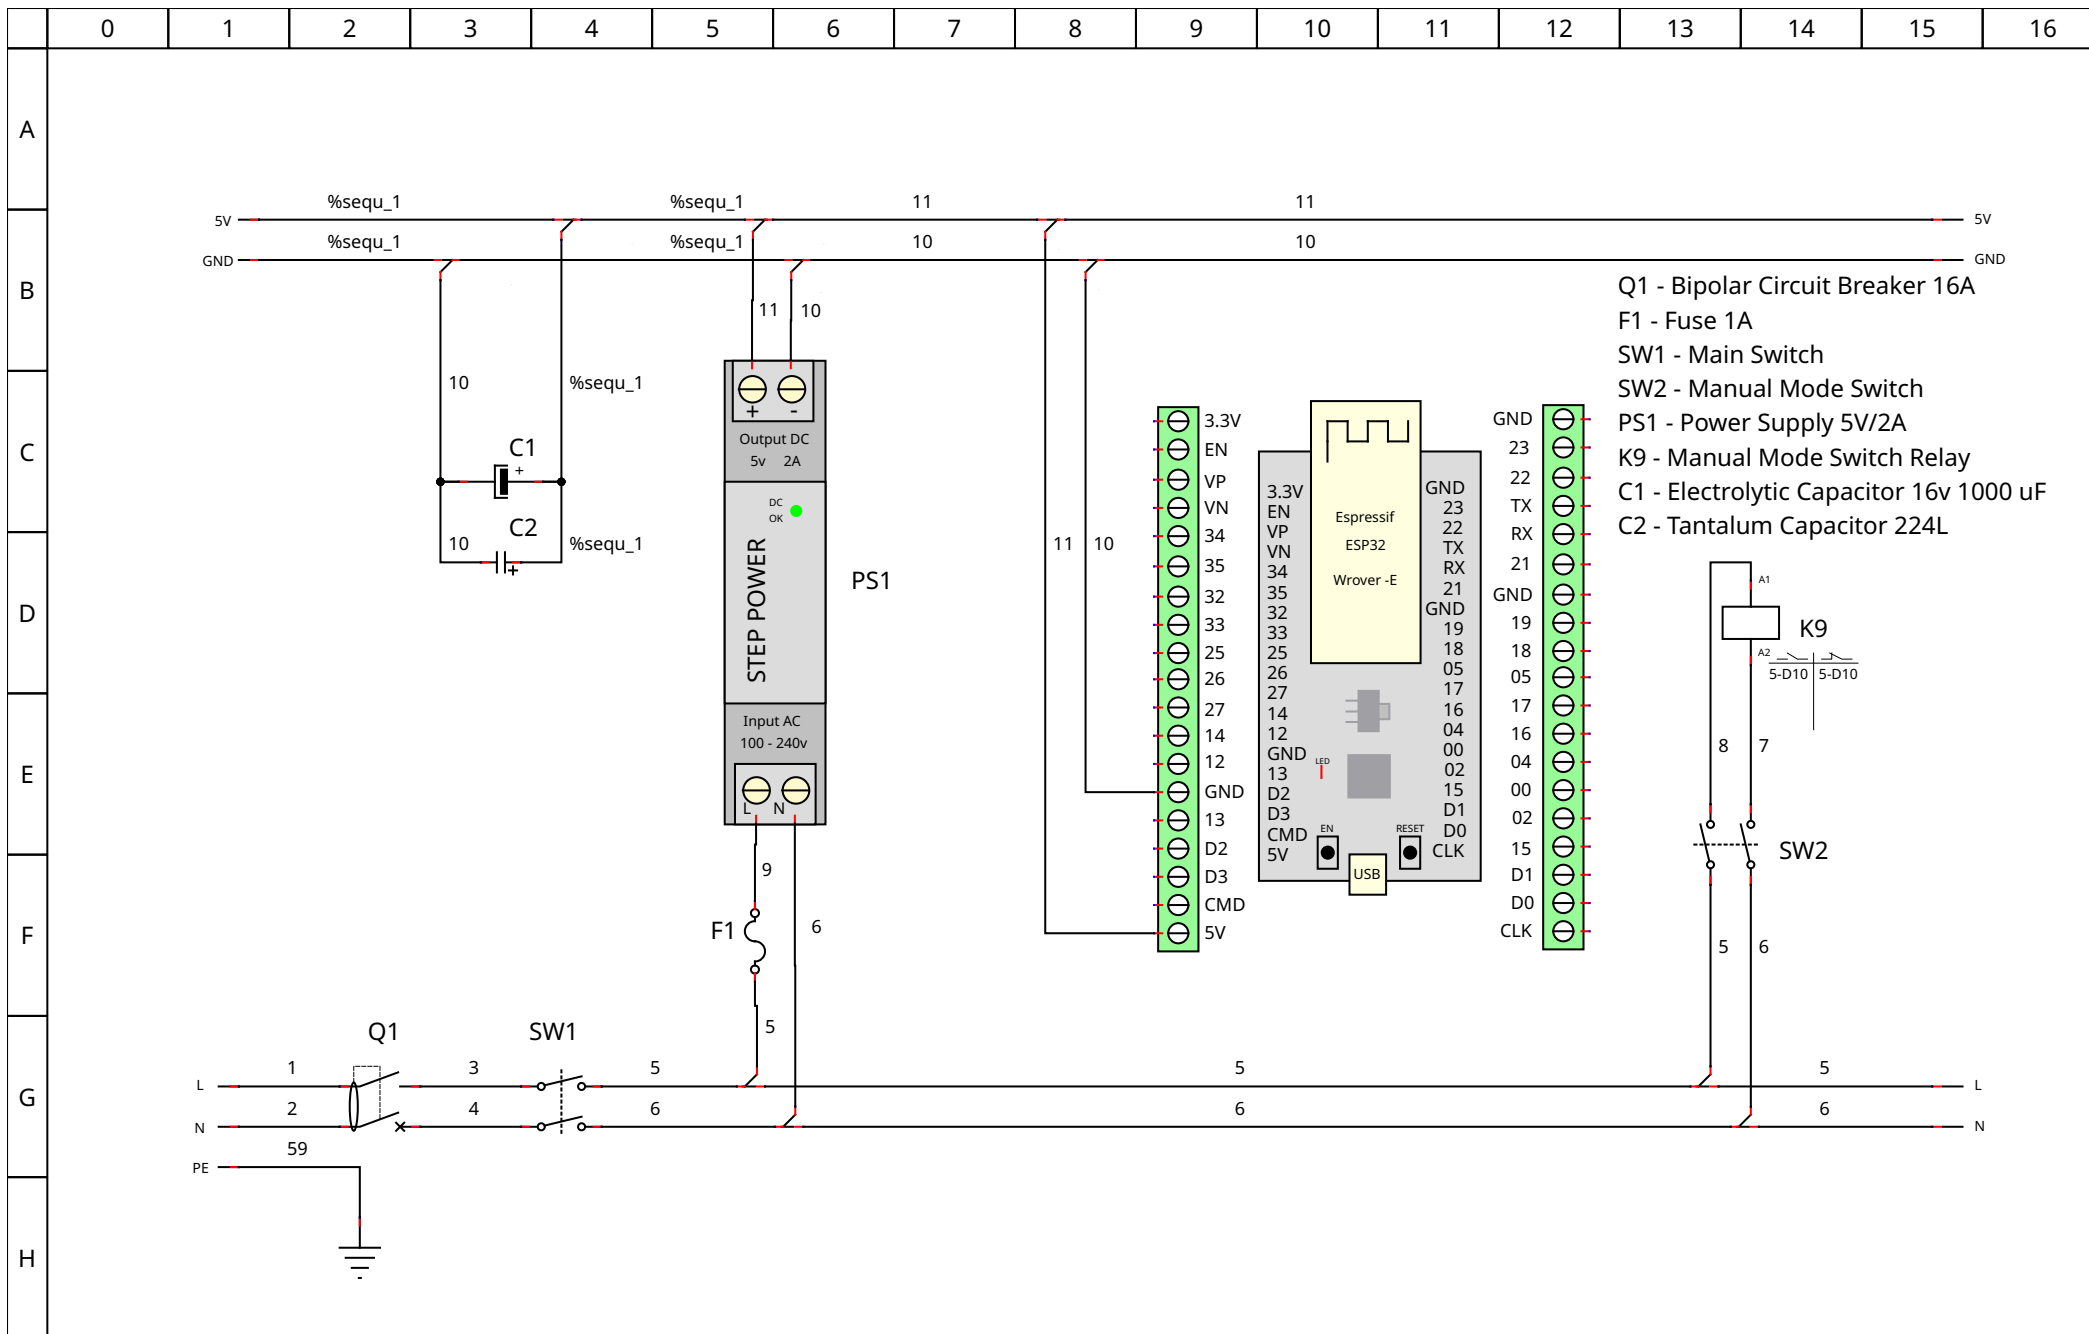 0 1 2 3 4 5 6 7 8 9 10 11 12 13 14 15 16
A
B
C
D
E
F
G
H
%sequ_1 %sequ_1 11 11
5V 5V
%sequ_1 %sequ_1 10 10
GND GND
11 10
10 %sequ_1
C1
+
C2
10 %sequ_1
+
+ -
Output DC
5v 2A
DC
OK
STEP POWER
PS1
Input AC
100 - 240v
L N
9
F1
6
5
11 10
3.3V
EN
VP
VN
34
35
32
33
25
26
27
14
12
GND
13
D2
D3
CMD
5V
3.3V
EN
VP
VN
34
35
32
33
25
26
27
14
12
GND
13
D2
D3
CMD
5V
Espressif
ESP32
Wrover -E
LED
EN
RESET
USB
GND
23
22
TX
RX
21
GND
19
18
05
17
16
04
00
02
15
D1
D0
CLK
GND
23
22
TX
RX
21
GND
19
18
05
17
16
04
00
02
15
D1
D0
CLK
Q1 - Bipolar Circuit Breaker 16A
F1 - Fuse 1A
SW1 - Main Switch
SW2 - Manual Mode Switch
PS1 - Power Supply 5V/2A
K9 - Manual Mode Switch Relay
C1 - Electrolytic Capacitor 16v 1000 uF
C2 - Tantalum Capacitor 224L
A1
K9
A2
5-D10 5-D10
8 7
SW2
5 6
Q1 SW1
1 3 5 5 5
L L
2 4 6 6 6
N N
59
PE